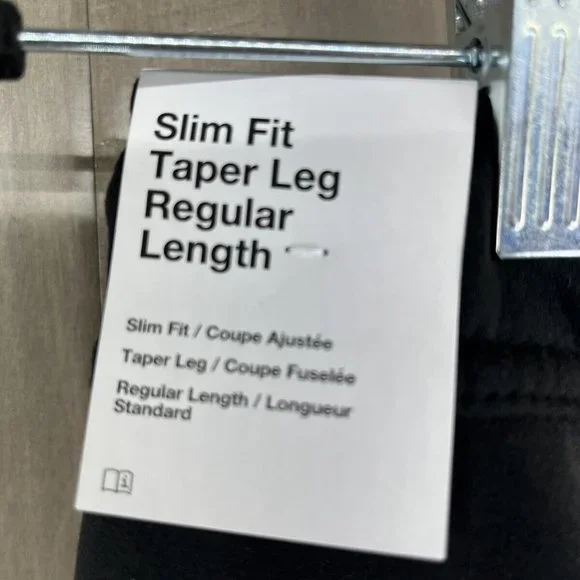 Slim Fit
Taper Leg
Regular
Length
Slim Fit / Coupe Ajustée
Taper Leg / Coupe Fuselée
Regular Length / Longueur
Standard
i